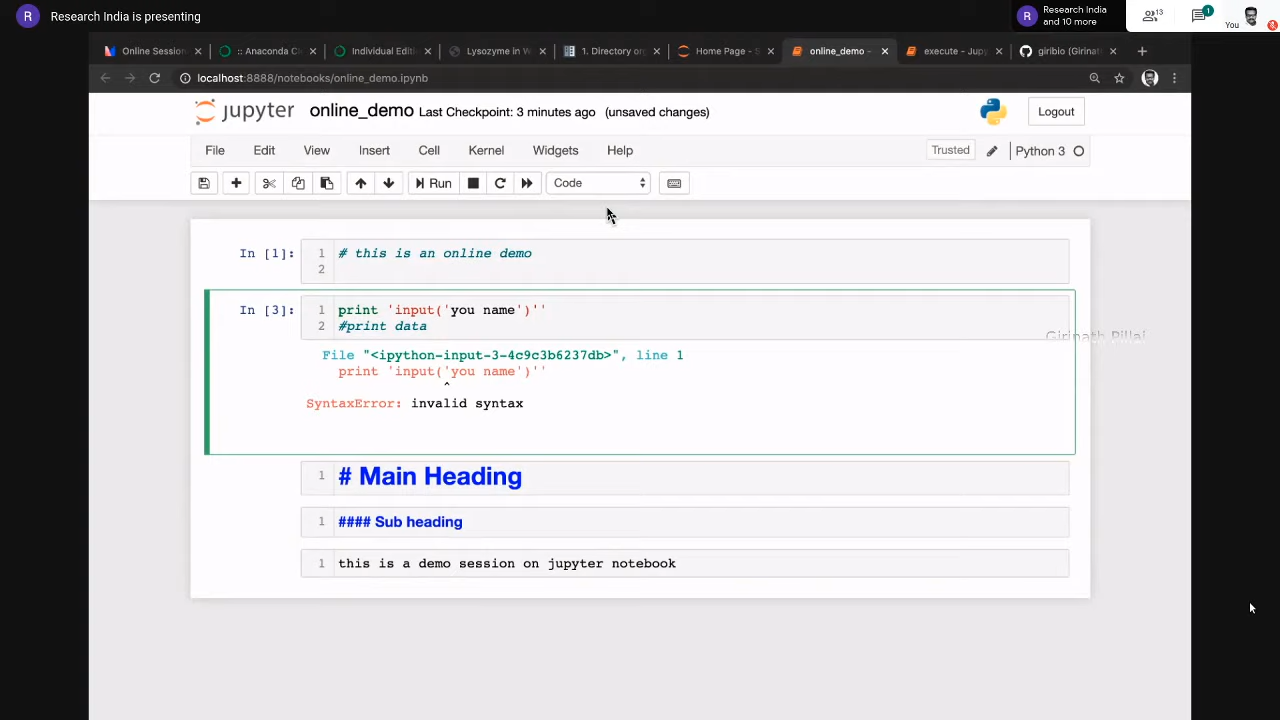 R Research India is presenting
R Research India and 10 more
13
1
You
Online Session
:: Anaconda Cl
Individual Editi
Lysozyme in W
1. Directory or
Home Page - S
online_demo -
execute - Jupy
giribio (Girinat
localhost:8888/notebooks/online_demo.ipynb
jupyter online_demo Last Checkpoint: 3 minutes ago (unsaved changes)
Logout
File Edit View Insert Cell Kernel Widgets Help
Trusted Python 3
Run Code
In [1]: 1 # this is an online demo
2
In [3]: 1 print 'input('you name')''
2 #print data
Girinath Pillai
File "<ipython-input-3-4c9c3b6237db>", line 1
print 'input('you name')''
^
SyntaxError: invalid syntax
1 # Main Heading
1 #### Sub heading
1 this is a demo session on jupyter notebook